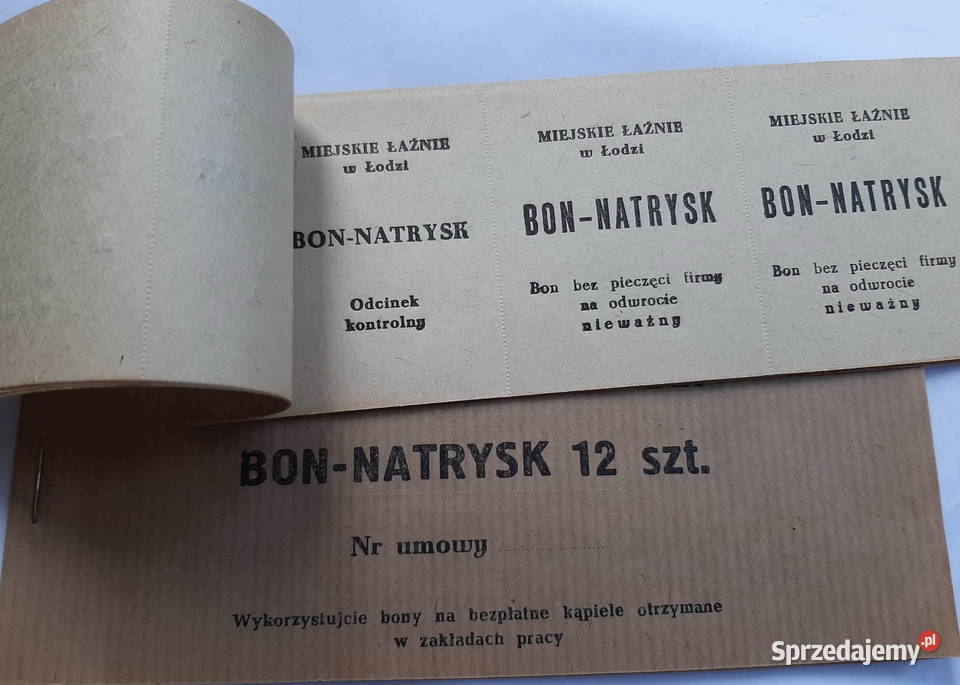 MIEJSKIE ŁAŹNIE
w Łodzi
BON-NATRYSK
Odcinek
kontrolny
MIEJSKIE ŁAŹNIE
w Łodzi
BON-NATRYSK
Bon bez pieczęci firmy
na odwrocie
nieważny
MIEJSKIE ŁAŹNIE
w Łodzi
BON-NATRYSK
Bon bez pieczęci firmy
na odwrocie
nieważny
BON-NATRYSK 12 szt.
Nr umowy
Wykorzystujcie bony na bezpłatne kąpiele otrzymane
w zakładach pracy
Sprzedajemy.pl